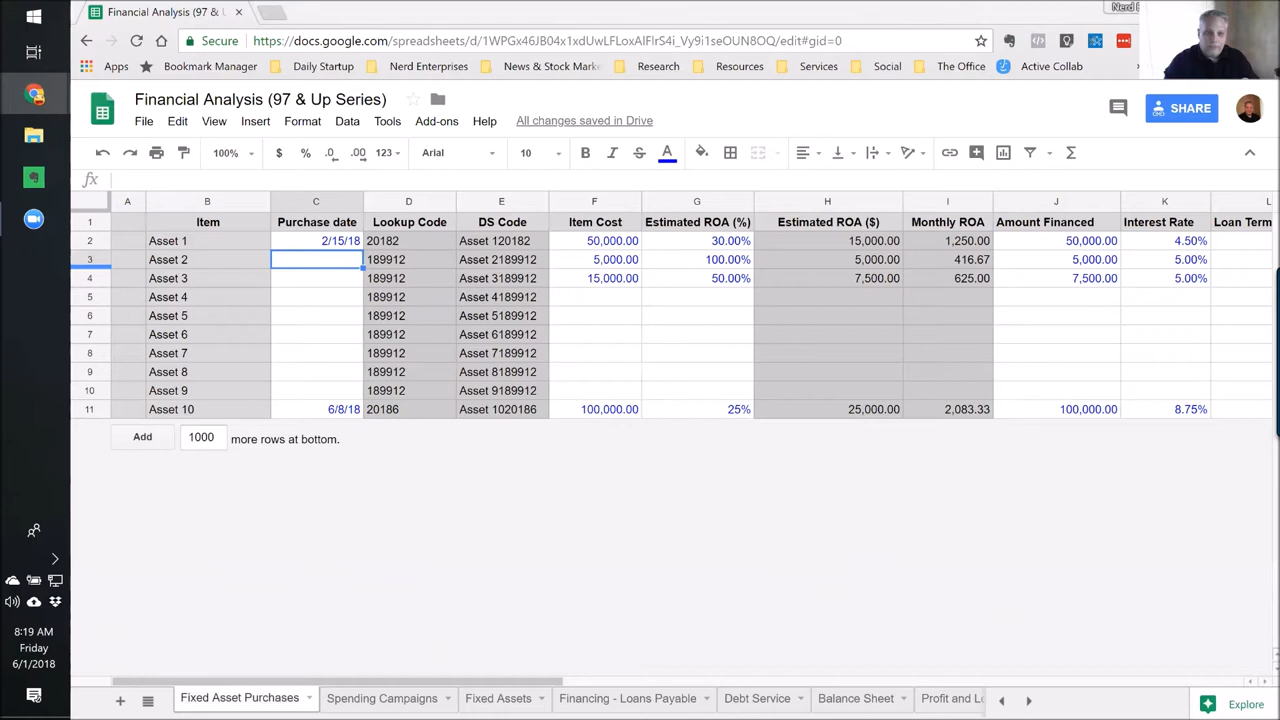 Financial Analysis (97 & U
Nerd
Secure https://docs.google.com/spreadsheets/d/1WPGx46JB04x1xdUwLFLoxAIFlrS4i_Vv9i1seOUN8OQ/edit#gid=0
Apps Bookmark Manager Daily Startup Nerd Enterprises News & Stock Mark Research Resources Services Social The Office Active Collab
Financial Analysis (97 & Up Series)
File Edit View Insert Format Data Tools Add-ons Help All changes saved in Drive
SHARE
100% $ % .0 .00 123 Arial 10 B I S A
fx
A B C D E F G H I J K L
1 Item Purchase date Lookup Code DS Code Item Cost Estimated ROA (%) Estimated ROA ($) Monthly ROA Amount Financed Interest Rate Loan Term
2 Asset 1 2/15/18 20182 Asset 120182 50,000.00 30.00% 15,000.00 1,250.00 50,000.00 4.50%
3 Asset 2 189912 Asset 2189912 5,000.00 100.00% 5,000.00 416.67 5,000.00 5.00%
4 Asset 3 189912 Asset 3189912 15,000.00 50.00% 7,500.00 625.00 7,500.00 5.00%
5 Asset 4 189912 Asset 4189912
6 Asset 5 189912 Asset 5189912
7 Asset 6 189912 Asset 6189912
8 Asset 7 189912 Asset 7189912
9 Asset 8 189912 Asset 8189912
10 Asset 9 189912 Asset 9189912
11 Asset 10 6/8/18 20186 Asset 1020186 100,000.00 25% 25,000.00 2,083.33 100,000.00 8.75%
Add 1000 more rows at bottom.
8:19 AM
Friday
6/1/2018
Fixed Asset Purchases Spending Campaigns Fixed Assets Financing - Loans Payable Debt Service Balance Sheet Profit and Lo
Explore